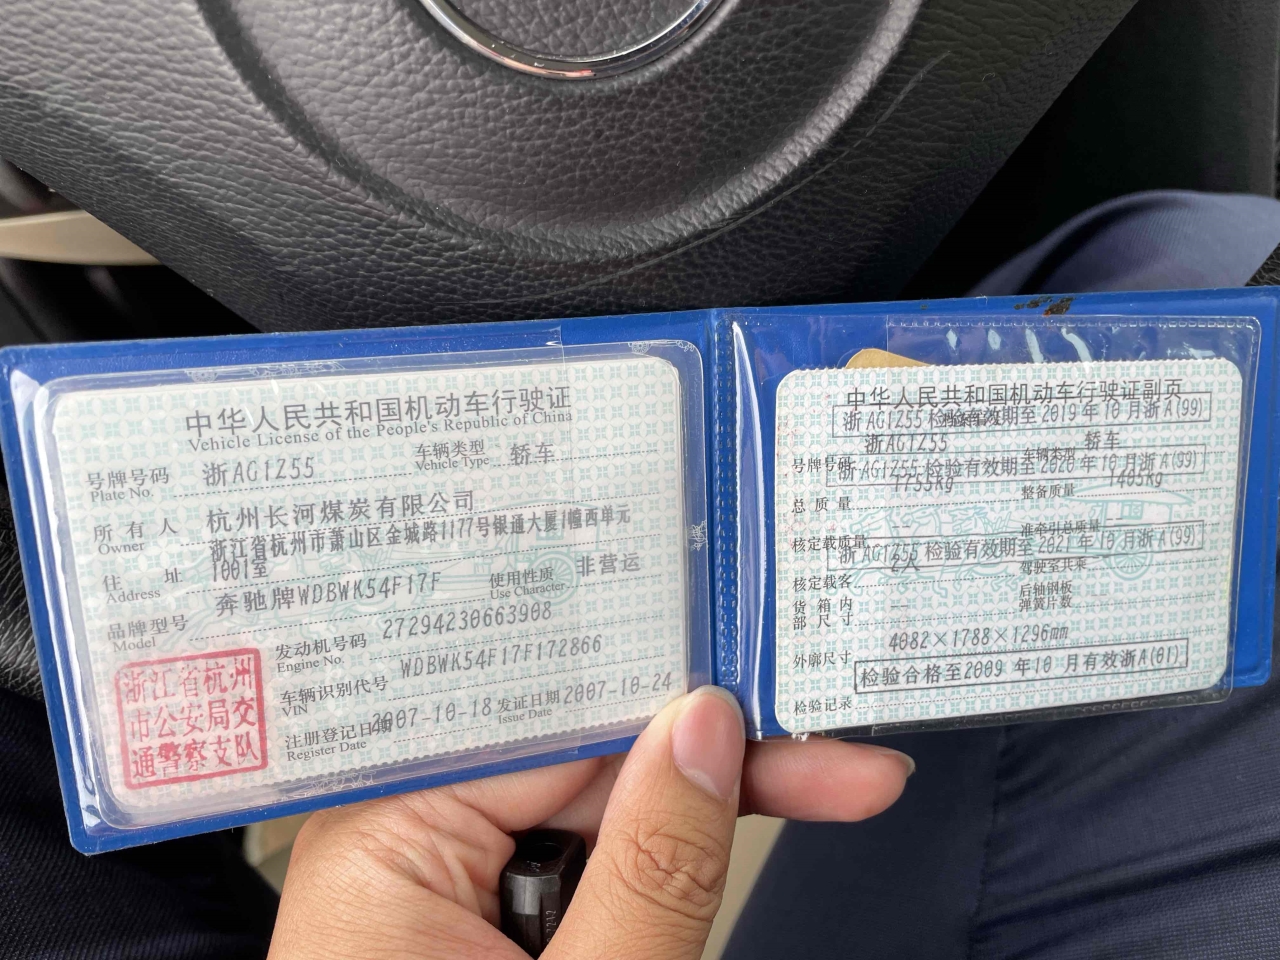 中华人民共和国机动车行驶证
Vehicle License of the People's Republic of China
号牌号码 浙AG1Z55 车辆类型 轿车
Plate No. Vehicle Type
所有人 杭州长河煤炭有限公司
Owner
浙江省杭州市萧山区金城路1177号银通大厦1幢西单元
住址 1001室
Address
品牌型号 奔驰牌WDBWK54F17F 使用性质 非营运
Model Use Character
发动机号码 27294230663908
Engine No.
车辆识别代号 WDBWK54F17F172866
VIN
注册登记日期 2007-10-18 发证日期 2007-10-24
Register Date Issue Date
浙江省杭州
市公安局交
通警察支队
中华人民共和国机动车行驶证副页
浙AG1Z55 检验有效期至2019年10月浙A(99)
浙AG1Z55 轿车
号牌号码 车辆类型
浙AG1Z55 检验有效期至2020年10月浙A(99)
1755kg 1405kg
总质量 整备质量
-- --
核定载质量 准牵引总质量
浙AG1Z55 检验有效期至2021年10月浙A(99)
2人
核定载客 驾驶室共乘
货箱内部尺寸 -- 后轴钢板弹簧片数
4082×1788×1296mm
外廓尺寸
检验合格至2009年10月有效浙A(01)
检验记录